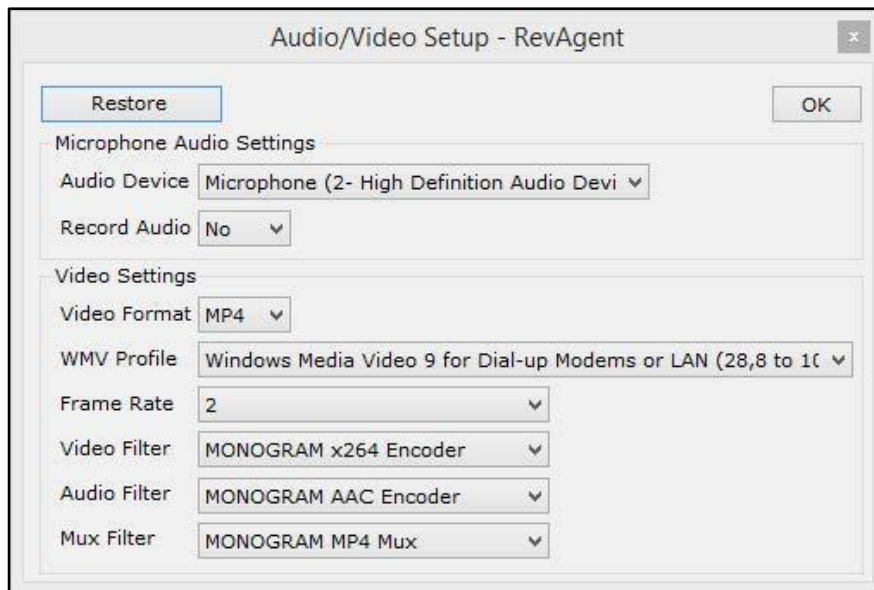 Audio/Video Setup - RevAgent
x
Restore
OK
Microphone Audio Settings
Audio Device Microphone (2- High Definition Audio Devi
Record Audio No
Video Settings
Video Format MP4
WMV Profile Windows Media Video 9 for Dial-up Modems or LAN (28,8 to 10
Frame Rate 2
Video Filter MONOGRAM x264 Encoder
Audio Filter MONOGRAM AAC Encoder
Mux Filter MONOGRAM MP4 Mux